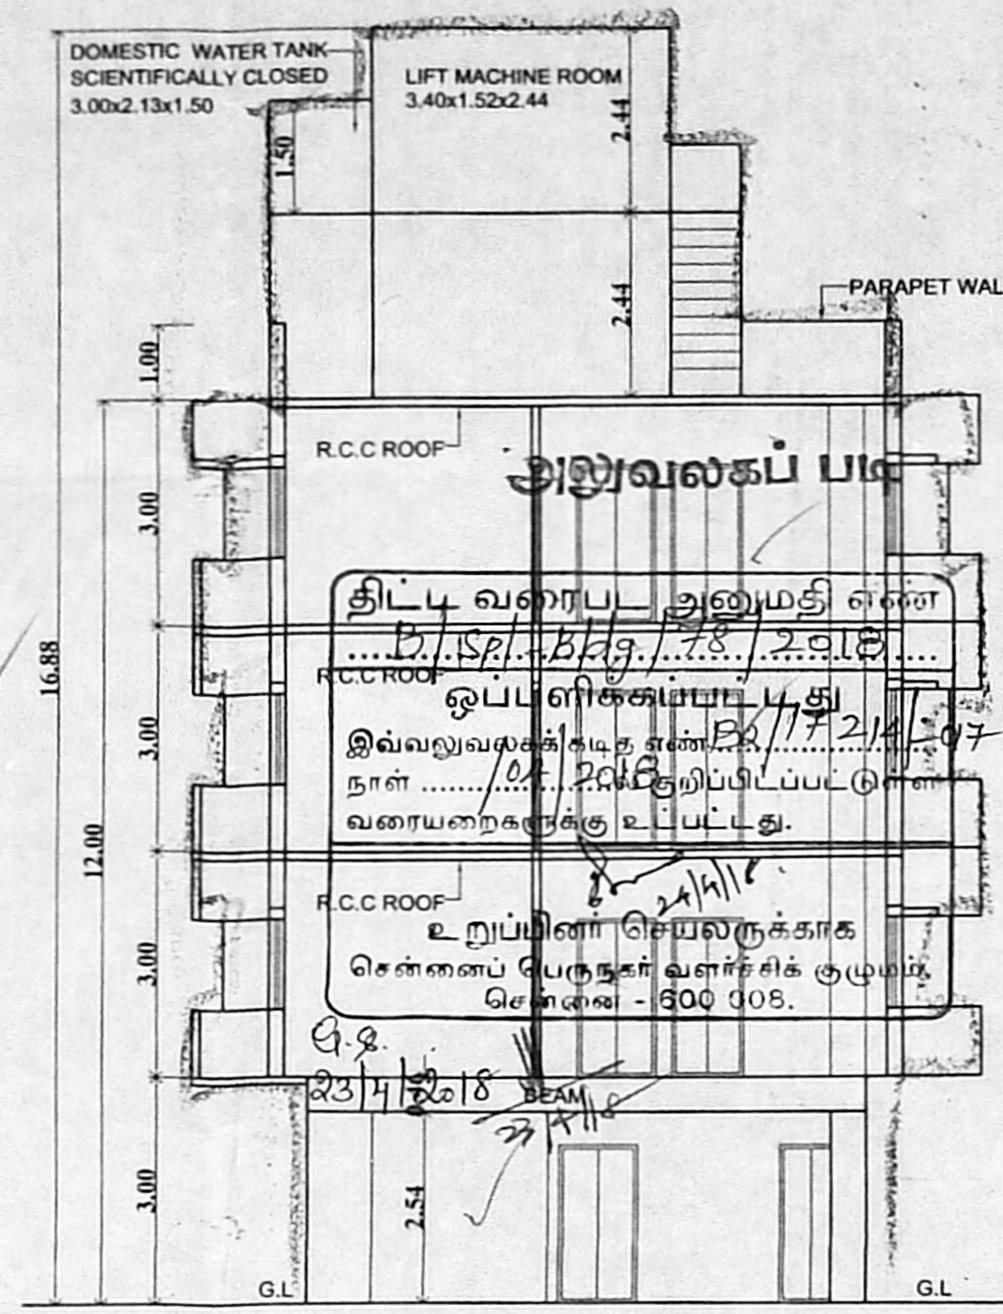 DOMESTIC WATER TANK
SCIENTIFICALLY CLOSED
3.00x2.13x1.50
LIFT MACHINE ROOM
3.40x1.52x2.44
2.44
1.50
2.44
PARAPET WAL
1.00
R.C.C ROOF
அலுவலகப் படி
3.00
திட்ட வரைபட அனுமதி எண்
B/Spl-Bldg/78/2018
16.88
R.C.C ROOF
ஒப்பளிக்கப்பட்டது
இவ்வலுவலகக் கடித எண்
நாள் /04/2018 குறிப்பிடப்பட்டுள்ள
வரையறைகளுக்கு உட்பட்டது.
3.00
12.00
24/4/18
R.C.C ROOF
உறுப்பினர் செயலருக்காக
சென்னைப் பெருநகர் வளர்ச்சிக் குழுமம்,
சென்னை - 600 008.
3.00
23/4/2018
BEAM
3.00
2.54
G.L
G.L